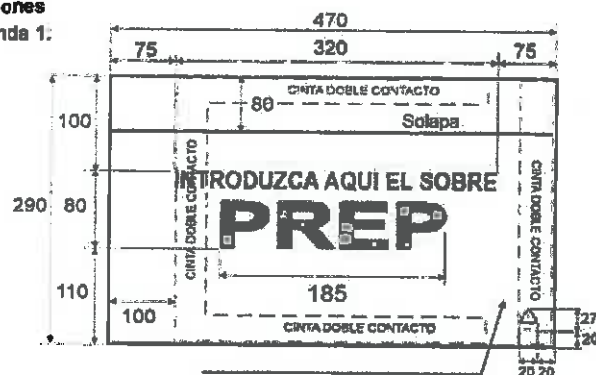 ones
nda 1:
470
75 320 75
CINTA DOBLE CONTACTO
80
100
Solapa
CINTA DOBLE CONTACTO
INTRODUZCA AQUI EL SOBRE
CINTA DOBLE CONTACTO
290 80
PREP
185
110
100
CINTA DOBLE CONTACTO
27
20
20 20